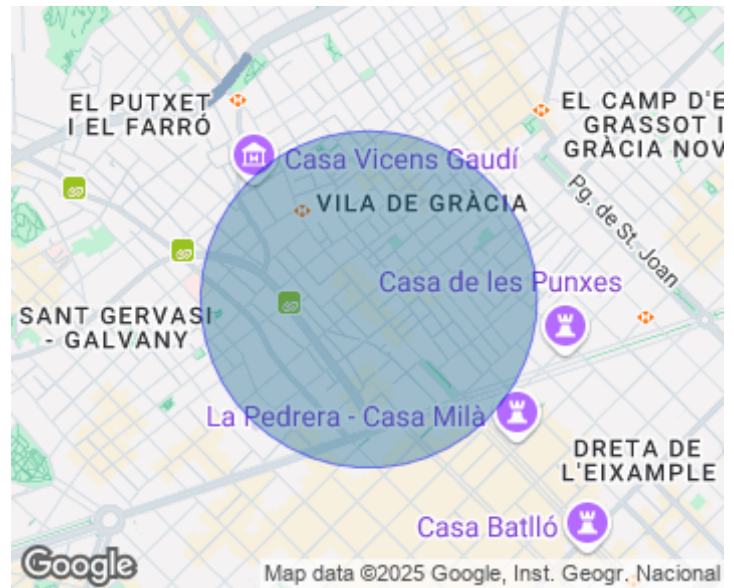 EL PUTXET
I EL FARRÓ
EL CAMP D'E
GRASSOT I
GRÀCIA NOV
Casa Vicens Gaudí
VILA DE GRÀCIA
Pg. de St. Joan
Casa de les Punxes
SANT GERVASI
- GALVANY
La Pedrera - Casa Milà
DRETA DE
L'EIXAMPLE
Casa Batlló
Google
Map data ©2025 Google, Inst. Geogr. Nacional